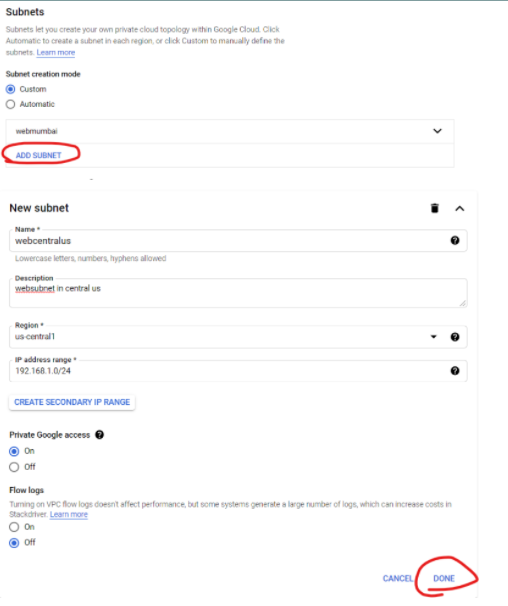 Subnets
Subnets let you create your own private cloud topology within Google Cloud. Click
Automatic to create a subnet in each region, or click Custom to manually define the
subnets. Learn more
Subnet creation mode
Custom
Automatic
webmumbai
ADD SUBNET
New subnet
Name *
webcentralus
Lowercase letters, numbers, hyphens allowed
Description
websubnet in central us
Region *
us-central1
IP address range *
192.168.1.0/24
CREATE SECONDARY IP RANGE
Private Google access
On
Off
Flow logs
Turning on VPC flow logs doesn't affect performance, but some systems generate a large number of logs, which can increase costs in
Stackdriver. Learn more
On
Off
CANCEL DONE